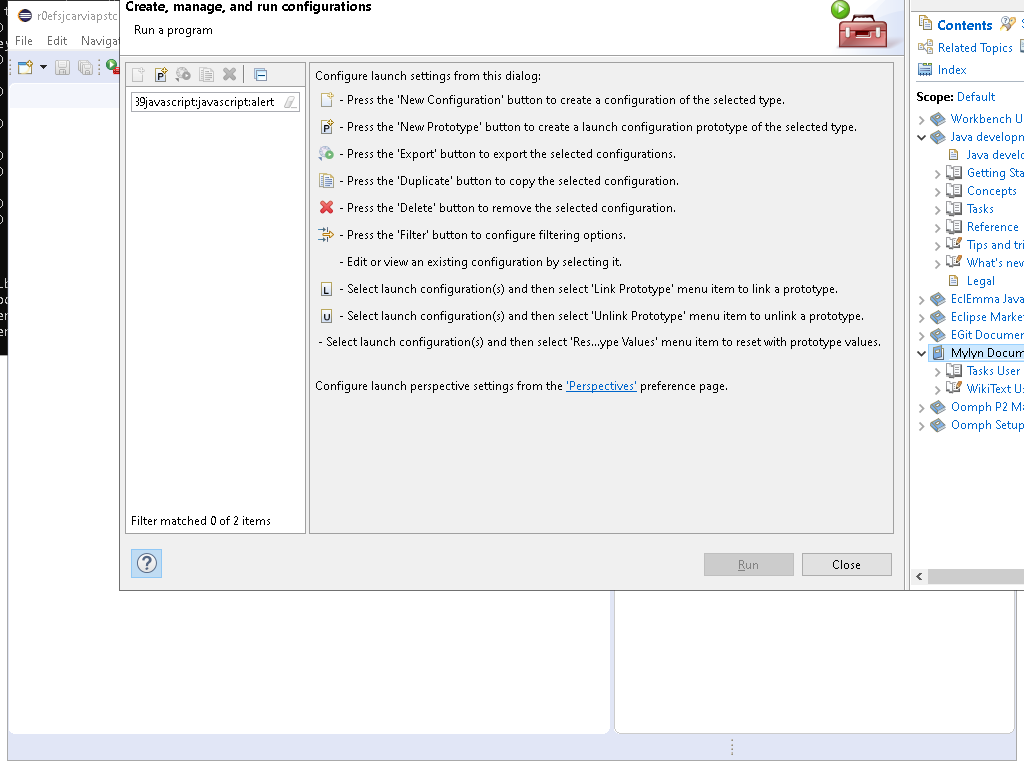 Create, manage, and run configurations
Run a program
r0efsjcarviapstc
File Edit Navigat
39javascript:javascript:alert
Filter matched 0 of 2 items
Configure launch settings from this dialog:
- Press the 'New Configuration' button to create a configuration of the selected type.
- Press the 'New Prototype' button to create a launch configuration prototype of the selected type.
- Press the 'Export' button to export the selected configurations.
- Press the 'Duplicate' button to copy the selected configuration.
- Press the 'Delete' button to remove the selected configuration.
- Press the 'Filter' button to configure filtering options.
- Edit or view an existing configuration by selecting it.
L - Select launch configuration(s) and then select 'Link Prototype' menu item to link a prototype.
U - Select launch configuration(s) and then select 'Unlink Prototype' menu item to unlink a prototype.
- Select launch configuration(s) and then select 'Res...ype Values' menu item to reset with prototype values.
Configure launch perspective settings from the 'Perspectives' preference page.
Run
Close
Contents
Related Topics
Index
Scope: Default
Workbench U
Java developn
Java develo
Getting Sta
Concepts
Tasks
Reference
Tips and tri
What's new
Legal
EclEmma Java
Eclipse Market
EGit Documen
Mylyn Docum
Tasks User
WikiText Us
Oomph P2 Ma
Oomph Setup